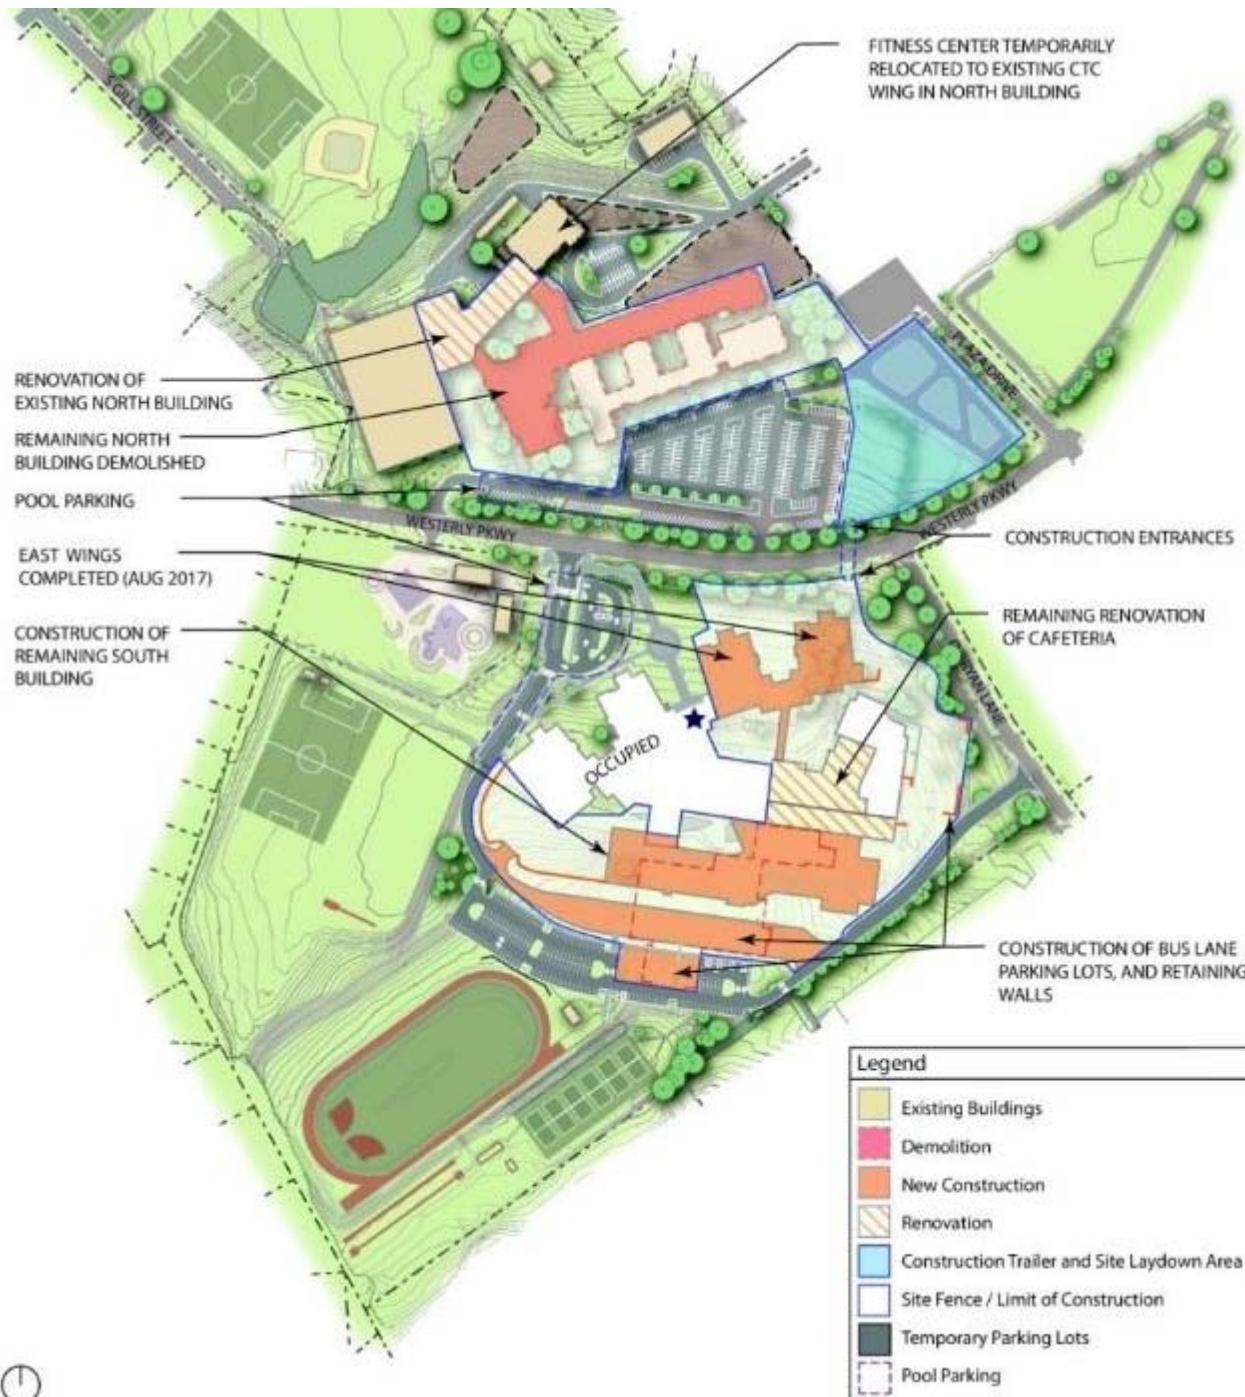 FITNESS CENTER TEMPORARILY
RELOCATED TO EXISTING CTC
WING IN NORTH BUILDING
S GILL STREET
PLAZA DRIVE
RENOVATION OF
EXISTING NORTH BUILDING
REMAINING NORTH
BUILDING DEMOLISHED
POOL PARKING
WESTERLY PKWY
WESTERLY PKWY
EAST WINGS
COMPLETED (AUG 2017)
CONSTRUCTION ENTRANCES
CONSTRUCTION OF
REMAINING SOUTH
BUILDING
REMAINING RENOVATION
OF CAFETERIA
LANE
OCCUPIED
CONSTRUCTION OF BUS LANE
PARKING LOTS, AND RETAINING
WALLS
Legend
Existing Buildings
Demolition
New Construction
Renovation
Construction Trailer and Site Laydown Area
Site Fence / Limit of Construction
Temporary Parking Lots
Pool Parking